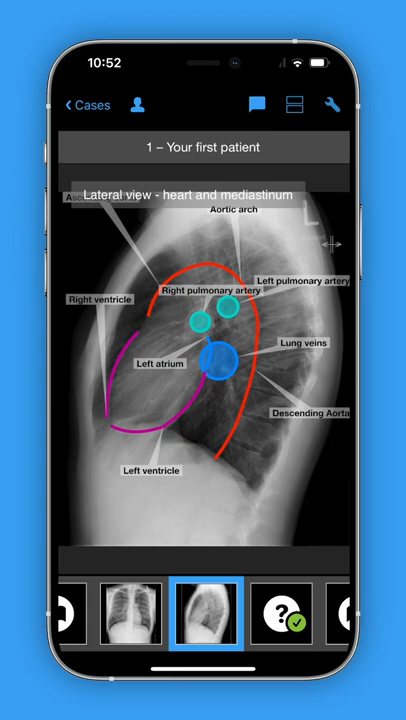 10:52
Cases
1 – Your first patient
Lateral view - heart and mediastinum
Aortic arch
L
Left pulmonary artery
Right pulmonary artery
Right ventricle
Lung veins
Left atrium
Descending Aorta
Left ventricle
?